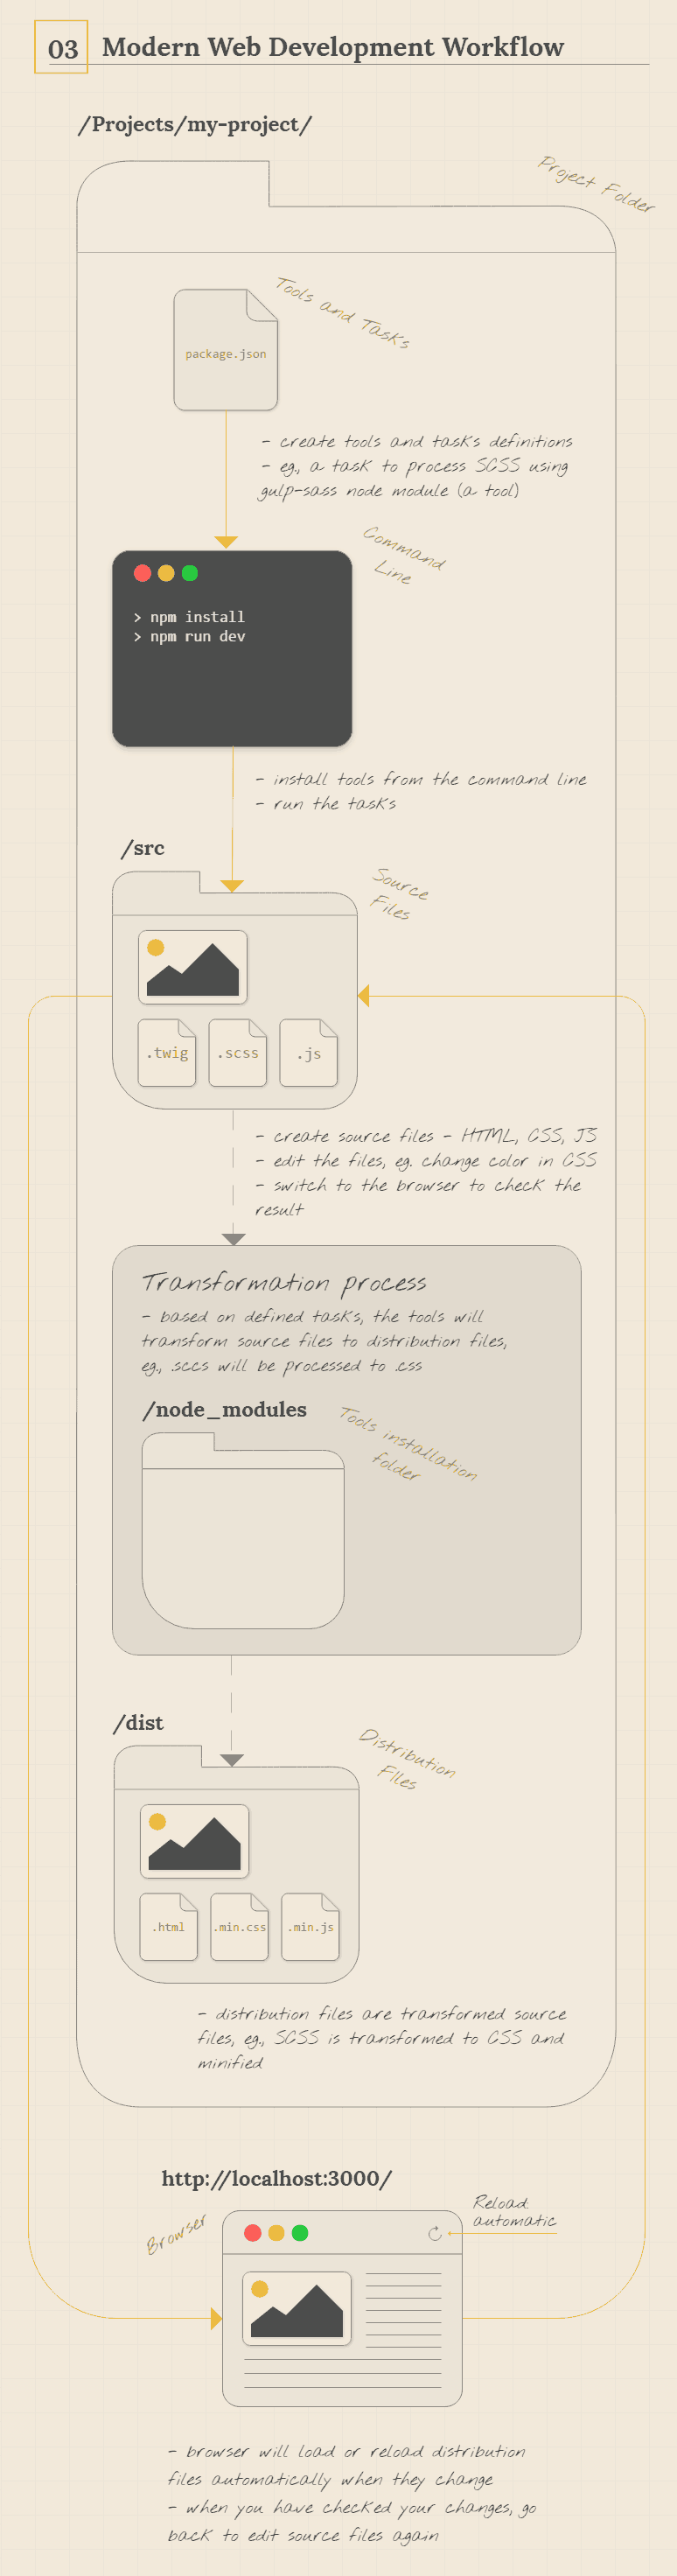 03 Modern Web Development Workflow
/Projects/my-project/
Project Folder
Tools and Tasks
package.json
- create tools and tasks definitions
- eg., a task to process SCSS using
gulp-sass node module (a tool)
Command
Line
> npm install
> npm run dev
- install tools from the command line
- run the tasks
/src
Source
Files
.twig .scss .js
- create source files - HTML, CSS, JS
- edit the files, eg. change color in CSS
- switch to the browser to check the
result
Transformation process
- based on defined tasks, the tools will
transform source files to distribution files,
eg., .sccs will be processed to .css
/node_modules
Tools installation
folder
/dist
Distribution
FIles
.html .min.css .min.js
- distribution files are transformed source
files, eg., SCSS is transformed to CSS and
minified
http://localhost:3000/
Browser
Reload
automatic
- browser will load or reload distribution
files automatically when they change
- when you have checked your changes, go
back to edit source files again